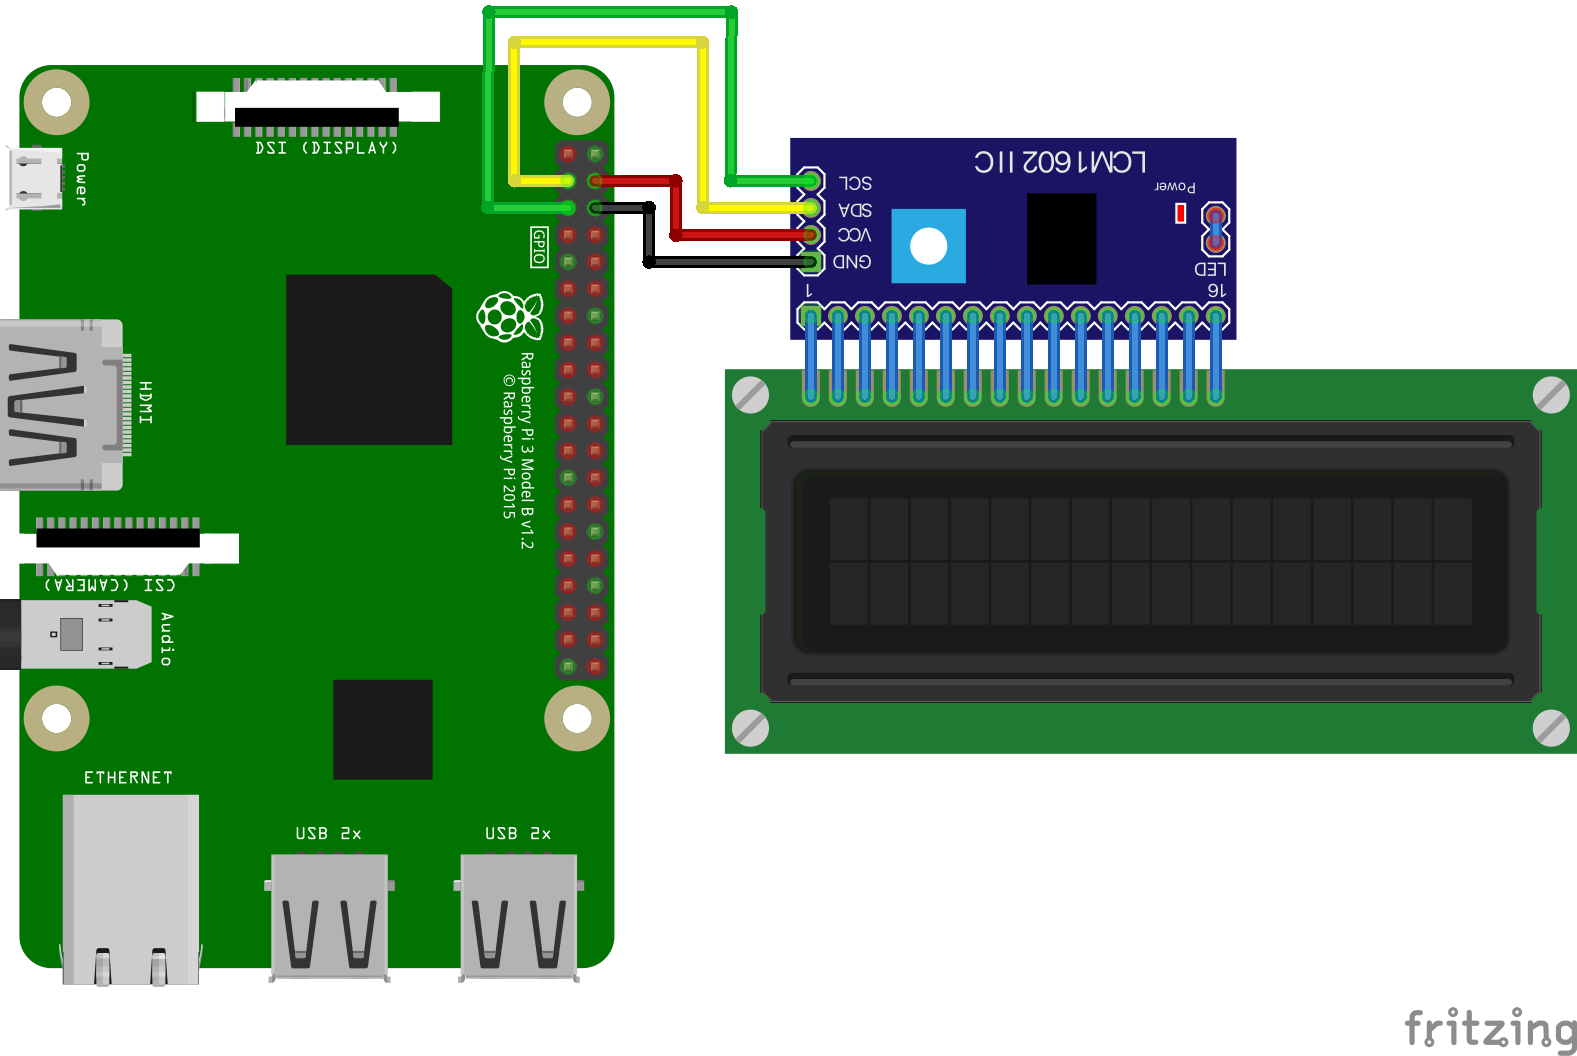 DSI (DISPLAY)
Power
LCM1602 IIC
SCL
Power
SDA
VCC
GND
LED
1
16
GPIO
HDMI
Raspberry Pi 3 Model B v1.2
© Raspberry Pi 2015
CSI (CAMERA)
Audio
ETHERNET
USB 2x
USB 2x
fritzing